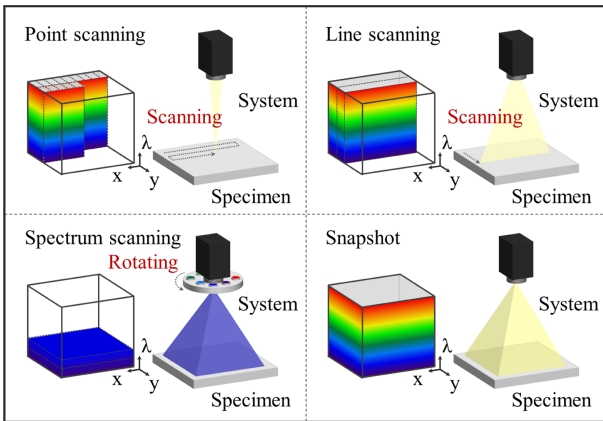 Point scanning
System
Scanning
λ
x
y
Specimen
Line scanning
System
Scanning
λ
x
y
Specimen
Spectrum scanning
Rotating
System
λ
x
y
Specimen
Snapshot
System
λ
x
y
Specimen